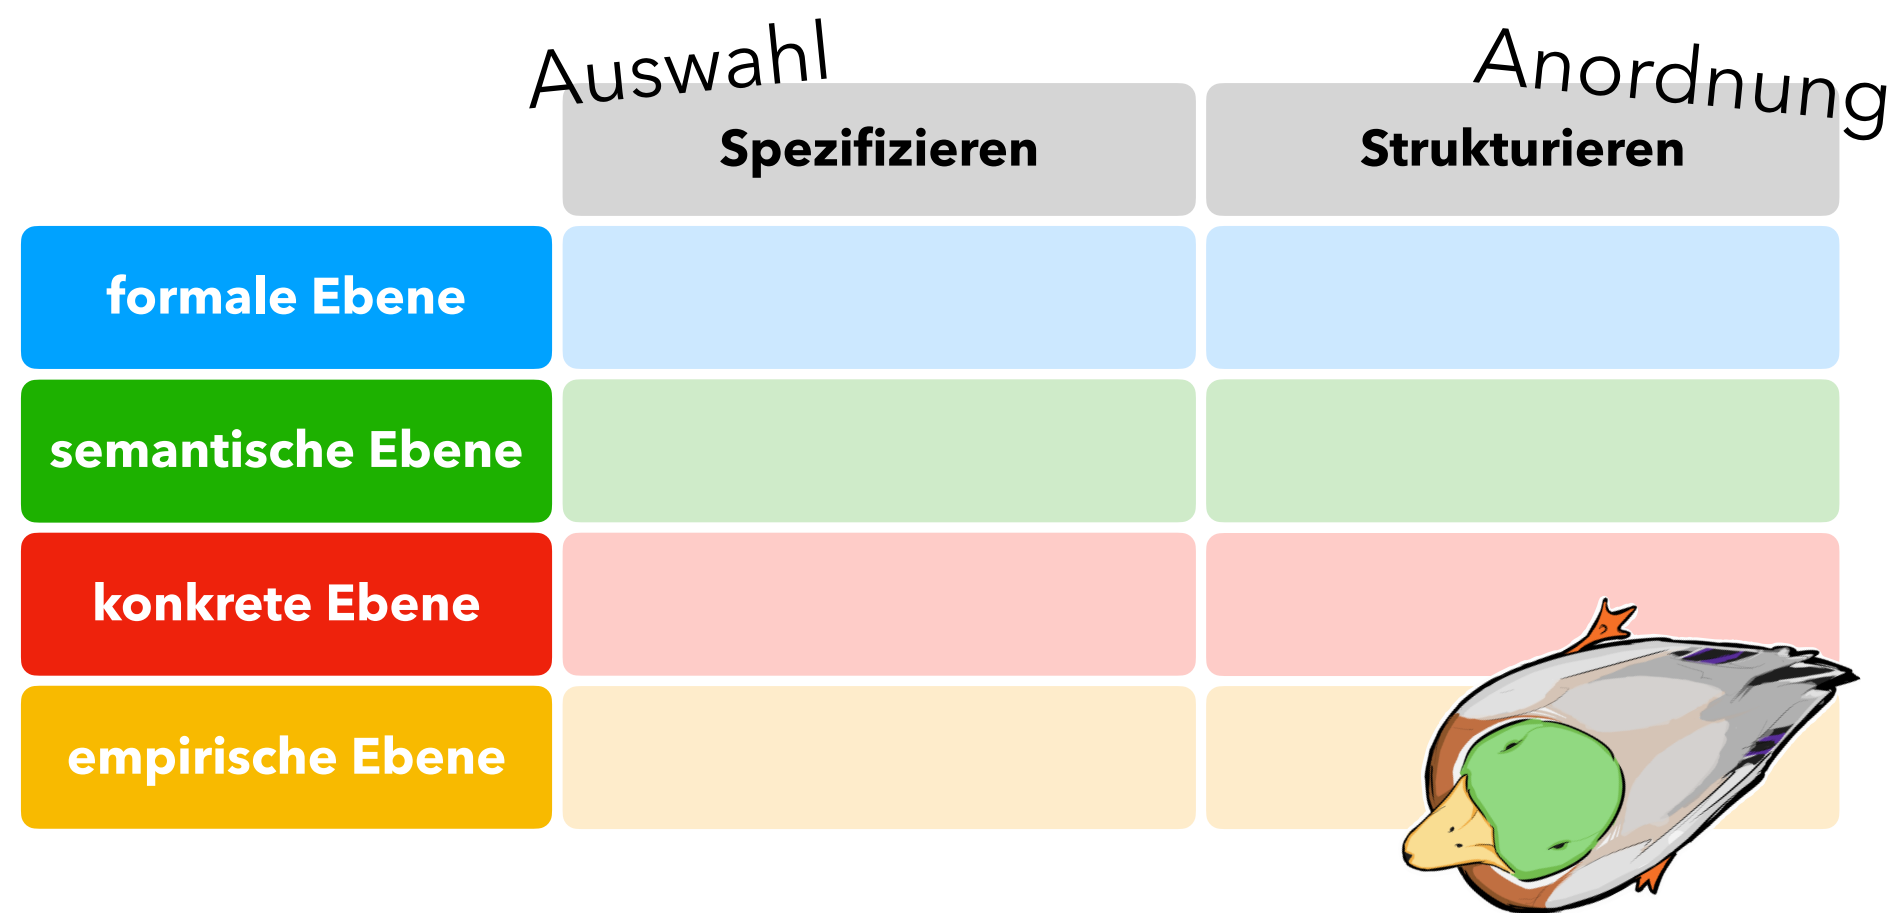 Auswahl
Anordnung
Spezifizieren
Strukturieren
formale Ebene
semantische Ebene
konkrete Ebene
empirische Ebene